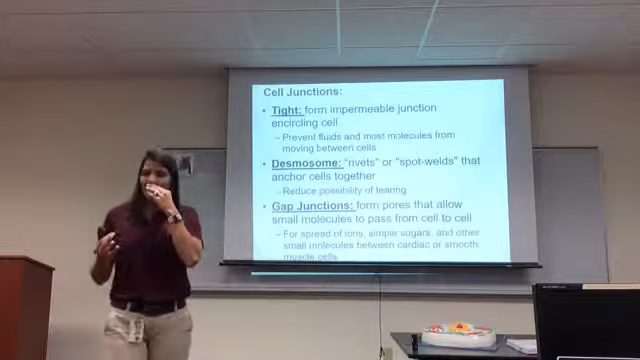 Cell Junctions:
• Tight: form impermeable junction
encircling cell
– Prevent fluids and most molecules from
moving between cells
• Desmosome: "rivets" or "spot-welds" that
anchor cells together
– Reduce possibility of tearing
• Gap Junctions: form pores that allow
small molecules to pass from cell to cell
– For spread of ions, simple sugars, and other
small molecules between cardiac or smooth
muscle cells